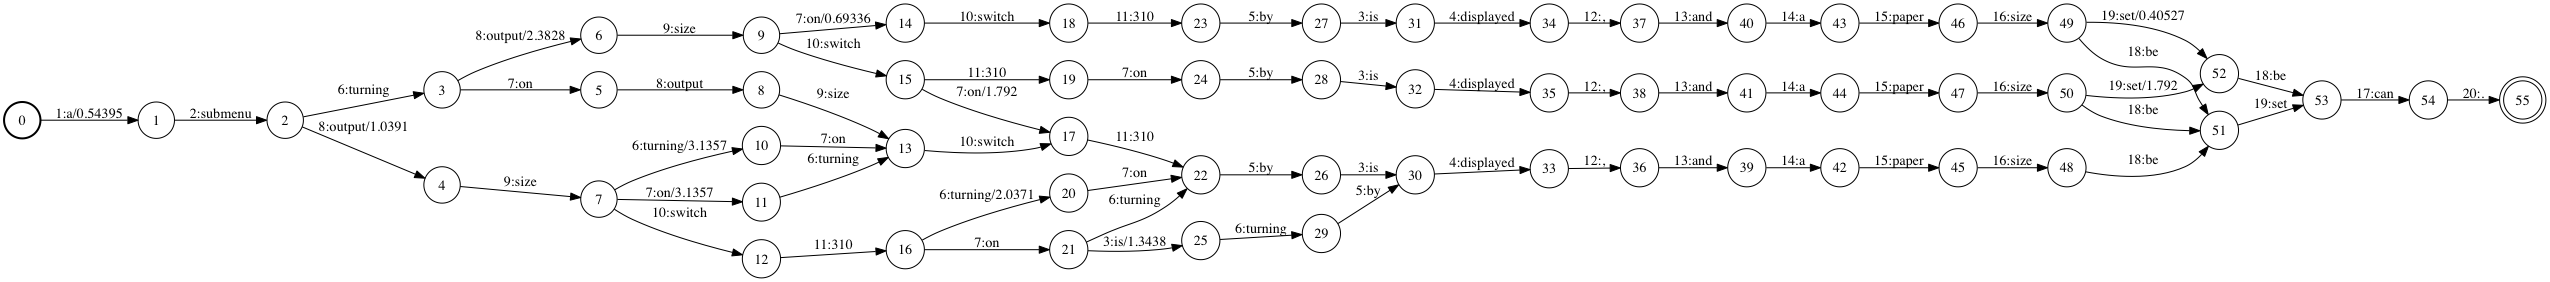 0 1:a/0.54395 1 2:submenu 2
6:turning 3
8:output/1.0391 4
8:output/2.3828 6 9:size 9
7:on 5 8:output 8
9:size 7
7:on/0.69336 14 10:switch 18 11:310 23 5:by 27 3:is 31 4:displayed 34 12:, 37 13:and 40 14:a 43 15:paper 46 16:size 49 19:set/0.40527
18:be
10:switch 15 11:310 19 7:on 24 5:by 28 3:is 32 4:displayed 35 12:, 38 13:and 41 14:a 44 15:paper 47 16:size 50 19:set/1.792 52 18:be
18:be 51 19:set
53 17:can 54 20:. 55
7:on/1.792
9:size
6:turning/3.1357 10 7:on 13 10:switch 17 11:310
7:on/3.1357 11 6:turning
10:switch 12 11:310 16
6:turning/2.0371 20 7:on 22 5:by 26 3:is 30 4:displayed 33 12:, 36 13:and 39 14:a 42 15:paper 45 16:size 48 18:be
7:on 21 6:turning
3:is/1.3438 25 6:turning 29 5:by